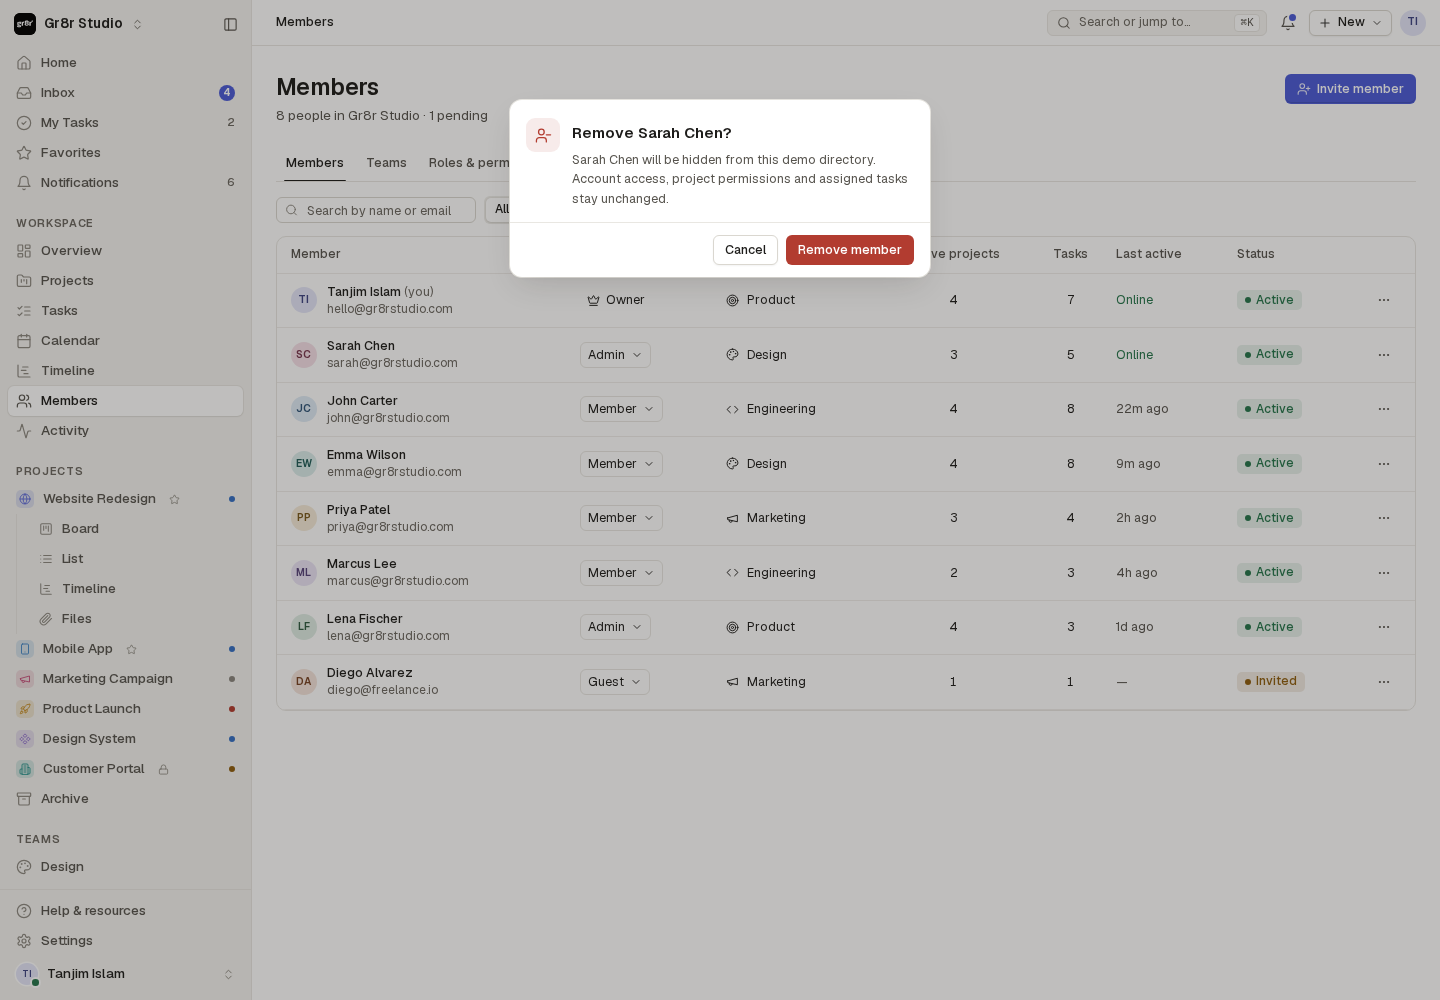 gr8r
Gr8r Studio
Home
Inbox 4
My Tasks 2
Favorites
Notifications 6
WORKSPACE
Overview
Projects
Tasks
Calendar
Timeline
Members
Activity
PROJECTS
Website Redesign
Board
List
Timeline
Files
Mobile App
Marketing Campaign
Product Launch
Design System
Customer Portal
Archive
TEAMS
Design
Help & resources
Settings
TI Tanjim Islam
Members
Search or jump to... ⌘K
New
TI
Members
8 people in Gr8r Studio · 1 pending
Invite member
Members Teams Roles & perm
Search by name or email
All
Remove Sarah Chen?
Sarah Chen will be hidden from this demo directory.
Account access, project permissions and assigned tasks
stay unchanged.
Cancel Remove member
Member ve projects Tasks Last active Status
TI Tanjim Islam (you) Owner Product 4 7 Online Active
hello@gr8rstudio.com
SC Sarah Chen Admin Design 3 5 Online Active
sarah@gr8rstudio.com
JC John Carter Member Engineering 4 8 22m ago Active
john@gr8rstudio.com
EW Emma Wilson Member Design 4 8 9m ago Active
emma@gr8rstudio.com
PP Priya Patel Member Marketing 3 4 2h ago Active
priya@gr8rstudio.com
ML Marcus Lee Member Engineering 2 3 4h ago Active
marcus@gr8rstudio.com
LF Lena Fischer Admin Product 4 3 1d ago Active
lena@gr8rstudio.com
DA Diego Alvarez Guest Marketing 1 1 — Invited
diego@freelance.io